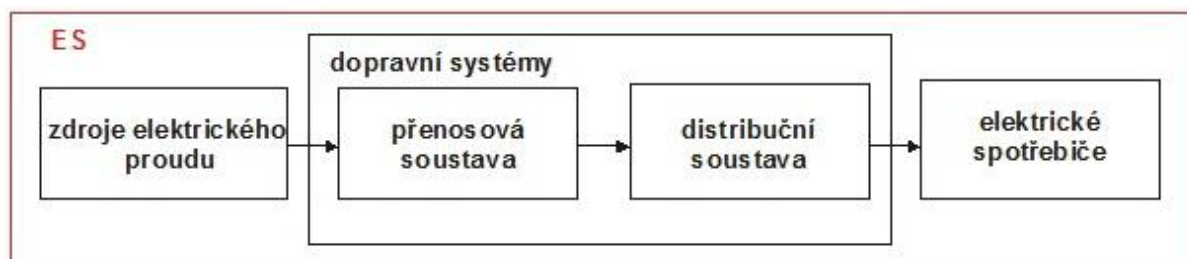 ES
dopravní systémy
zdroje elektrického
proudu
přenosová
soustava
distribuční
soustava
elektrické
spotřebiče